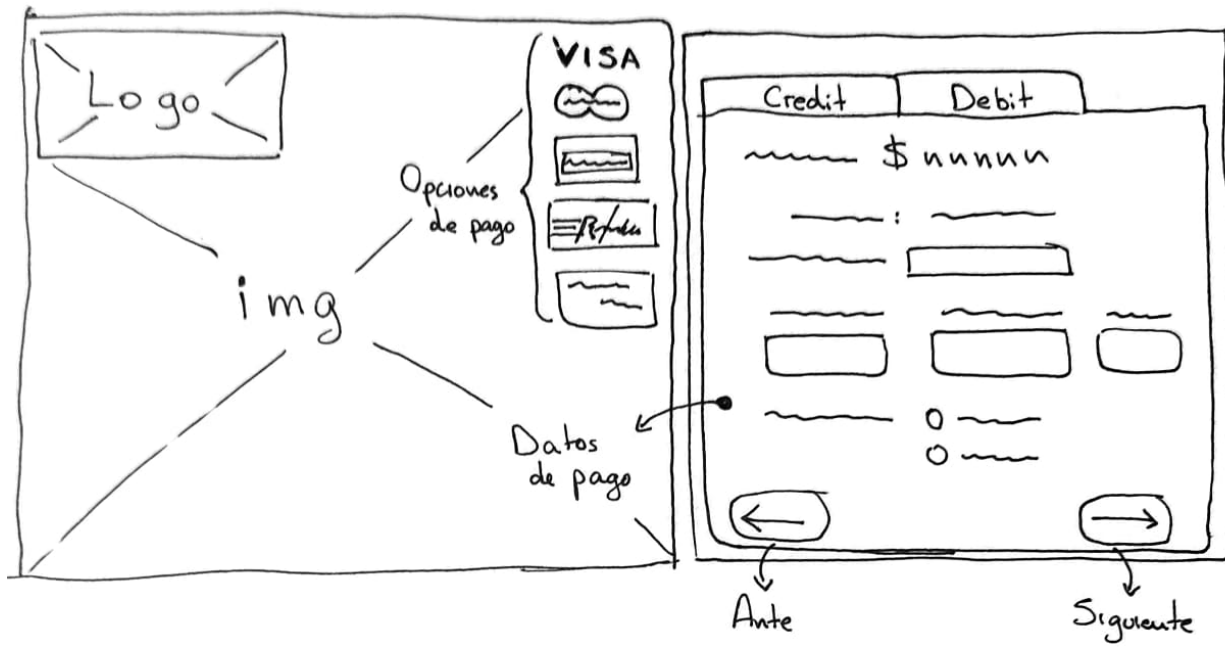 Logo
VISA
Opciones
de pago
img
Datos
de pago
Credit
Debit
$
:
Ante
Siguiente